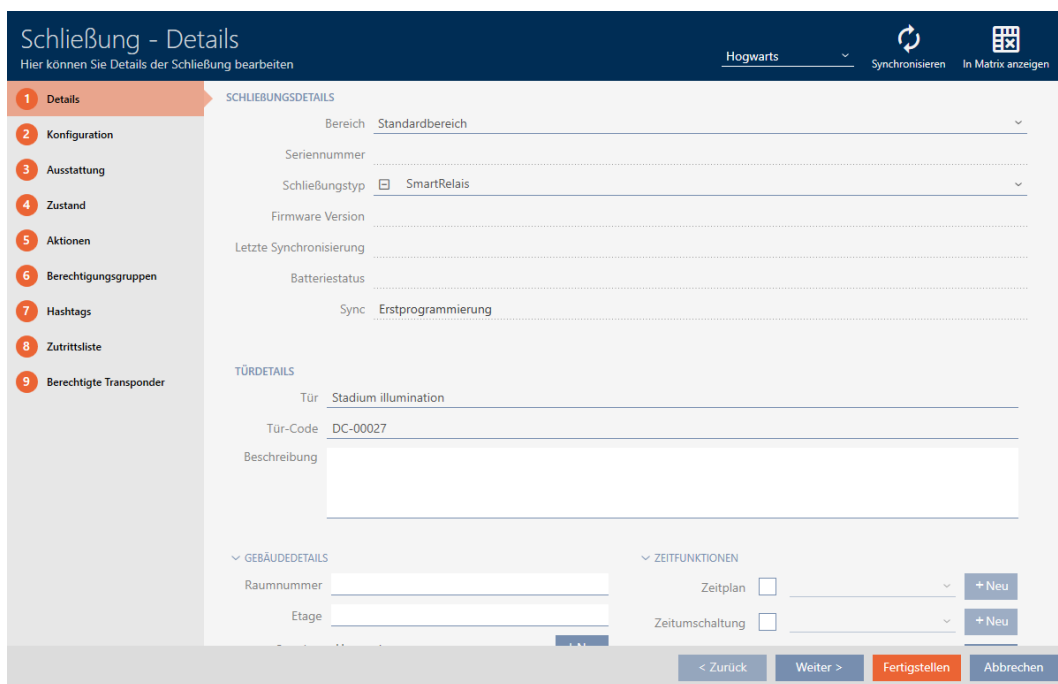 Schließung - Details
Hier können Sie Details der Schließung bearbeiten
Hogwarts
Synchronisieren
In Matrix anzeigen
1 Details
2 Konfiguration
3 Ausstattung
4 Zustand
5 Aktionen
6 Berechtigungsgruppen
7 Hashtags
8 Zutrittsliste
9 Berechtigte Transponder
SCHLIEßUNGSDETAILS
Bereich Standardbereich
Seriennummer
Schließungstyp SmartRelais
Firmware Version
Letzte Synchronisierung
Batteriestatus
Sync Erstprogrammierung
TÜRDETAILS
Tür Stadium illumination
Tür-Code DC-00027
Beschreibung
GEBÄUDEDETAILS
Raumnummer
Etage
ZEITFUNKTIONEN
Zeitplan + Neu
Zeitumschaltung + Neu
< Zurück
Weiter >
Fertigstellen
Abbrechen